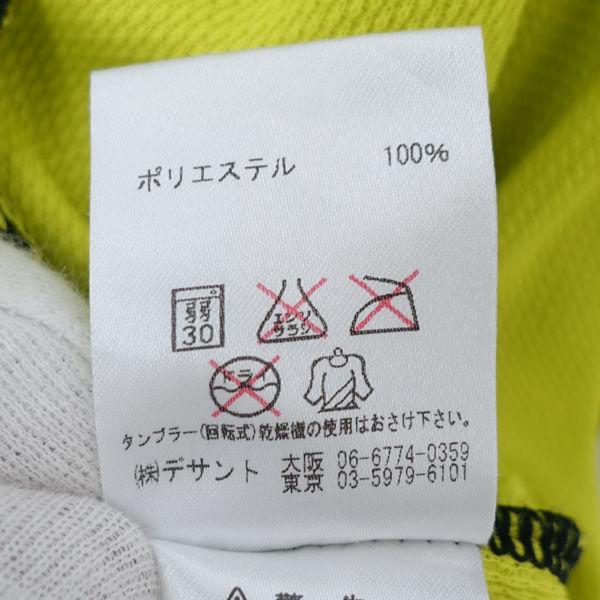 ポリエステル 100%
弱
30
エンソ
サラシ
ドライ
タンブラー(回転式)乾燥機の使用はおさけ下さい。
(株)デサント 大阪 06-6774-0359
東京 03-5979-6101